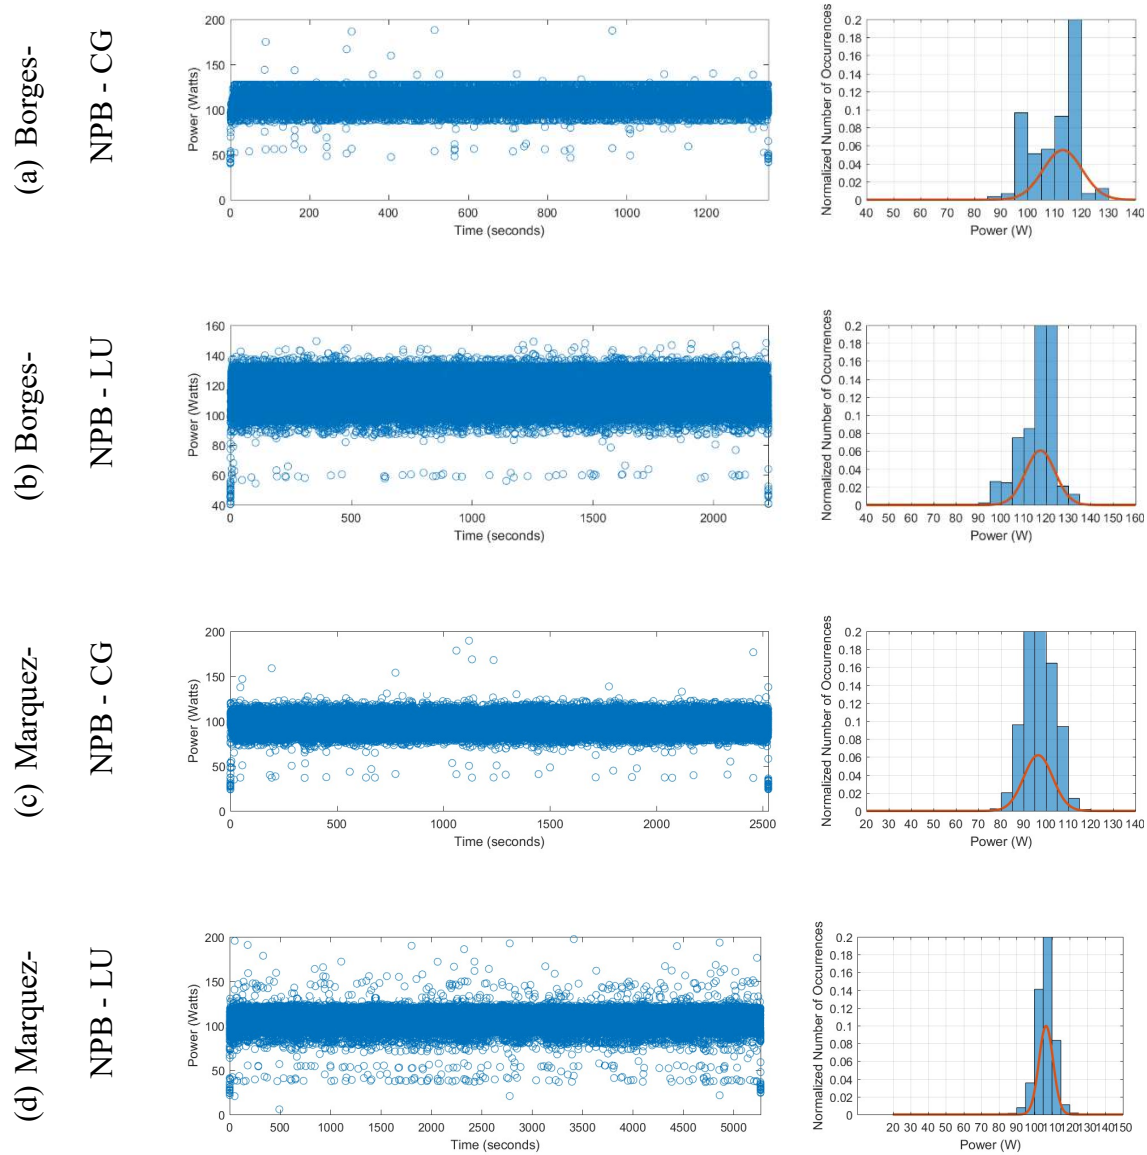 (a) Borges-
NPB - CG
200
150
100
50
0
Power (Watts)
0 200 400 600 800 1000 1200
Time (seconds)
0.2
0.18
0.16
0.14
0.12
0.1
0.08
0.06
0.04
0.02
0
Normalized Number of Occurrences
40 50 60 70 80 90 100 110 120 130 140
Power (W)
(b) Borges-
NPB - LU
160
140
120
100
80
60
40
Power (Watts)
0 500 1000 1500 2000
Time (seconds)
0.2
0.18
0.16
0.14
0.12
0.1
0.08
0.06
0.04
0.02
0
Normalized Number of Occurrences
40 50 60 70 80 90 100 110 120 130 140 150 160
Power (W)
(c) Marquez-
NPB - CG
200
150
100
50
0
Power (Watts)
0 500 1000 1500 2000 2500
Time (seconds)
0.2
0.18
0.16
0.14
0.12
0.1
0.08
0.06
0.04
0.02
0
Normalized Number of Occurrences
20 30 40 50 60 70 80 90 100 110 120 130 140
Power (W)
(d) Marquez-
NPB - LU
200
150
100
50
0
Power (Watts)
0 500 1000 1500 2000 2500 3000 3500 4000 4500 5000
Time (seconds)
0.2
0.18
0.16
0.14
0.12
0.1
0.08
0.06
0.04
0.02
0
Normalized Number of Occurrences
20 30 40 50 60 70 80 90 100 110 120 130 140 150
Power (W)